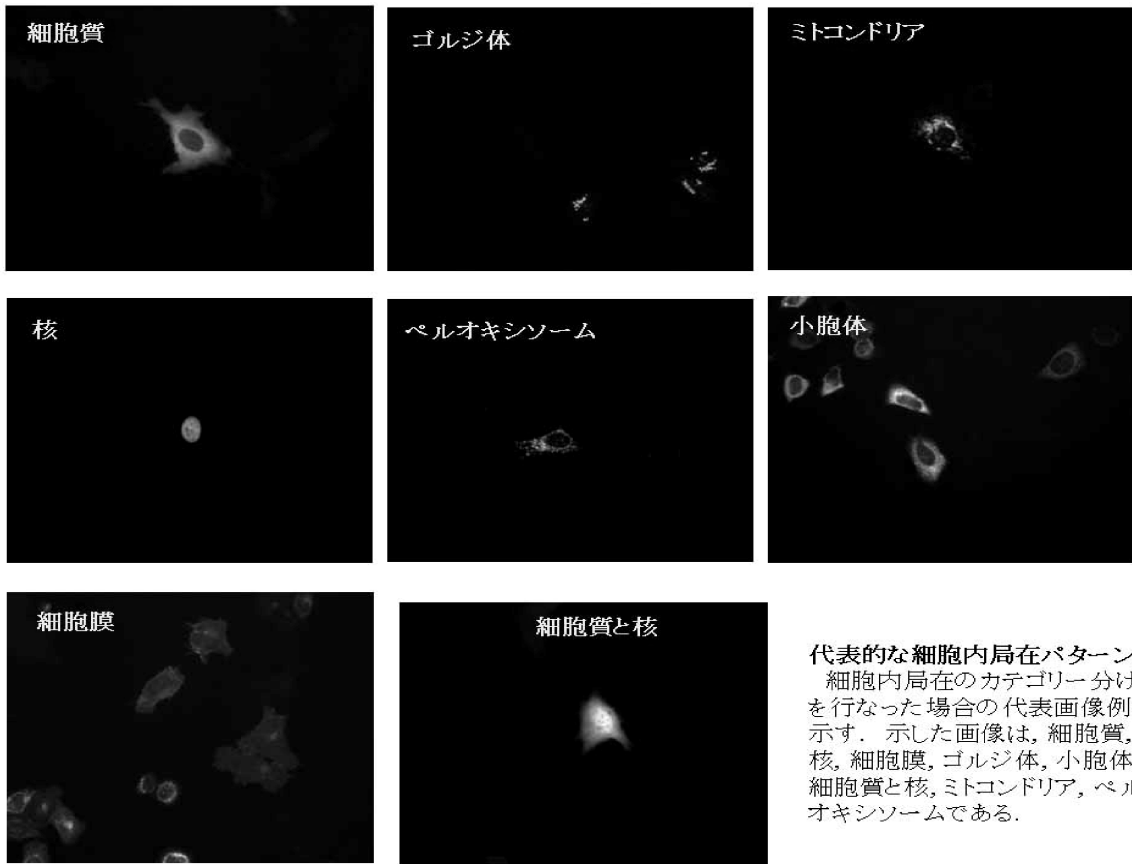 細胞質
ゴルジ体
ミトコンドリア
核
ペルオキシソーム
小胞体
細胞膜
細胞質と核
代表的な細胞内局在パターン
細胞内局在のカテゴリー分け
を行なった場合の代表画像例
示す. 示した画像は, 細胞質,
核, 細胞膜, ゴルジ体, 小胞体
細胞質と核, ミトコンドリア, ペル
オキシソームである.